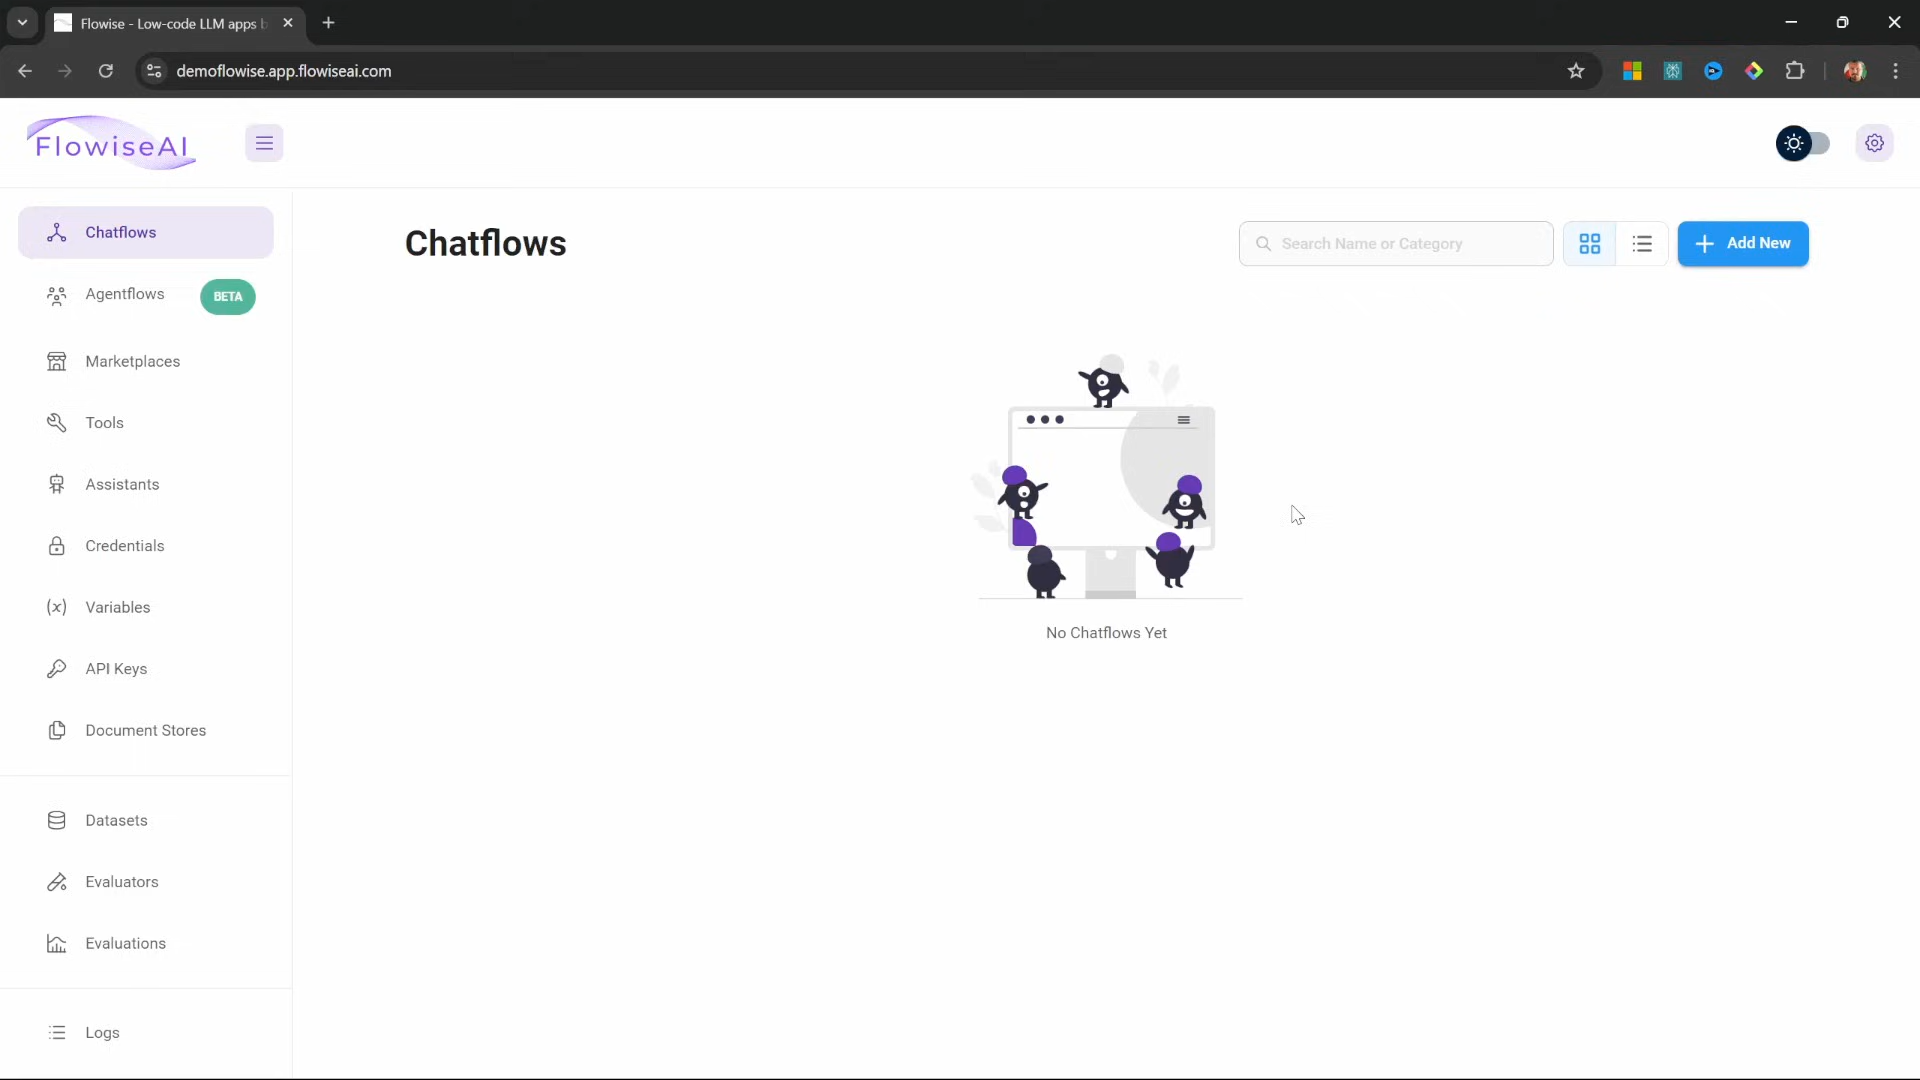 Flowise - Low-code LLM apps b
demoflowise.app.flowiseai.com
FlowiseAI
Chatflows
Agentflows
BETA
Marketplaces
Tools
Assistants
Credentials
(x) Variables
API Keys
Document Stores
Datasets
Evaluators
Evaluations
Logs
Chatflows
Search Name or Category
Add New
No Chatflows Yet